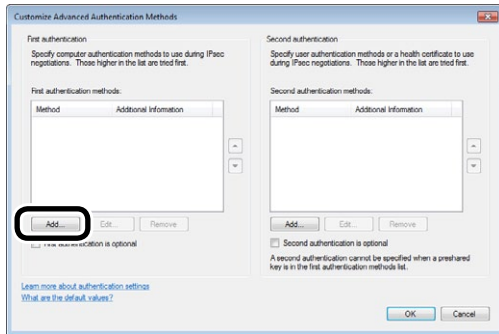 Customize Advanced Authentication Methods
First authentication
Specify computer authentication methods to use during IPsec
negotiations. Those higher in the list are tried first.
First authentication methods:
Method Additional Information
Add... Edit... Remove
First authentication is optional
Second authentication
Specify user authentication methods or a health certificate to use
during IPsec negotiations. Those higher in the list are tried first.
Second authentication methods:
Method Additional Information
Add... Edit... Remove
Second authentication is optional
A second authentication cannot be specified when a preshared
key is in the first authentication methods list.
Learn more about authentication settings
What are the default values?
OK Cancel